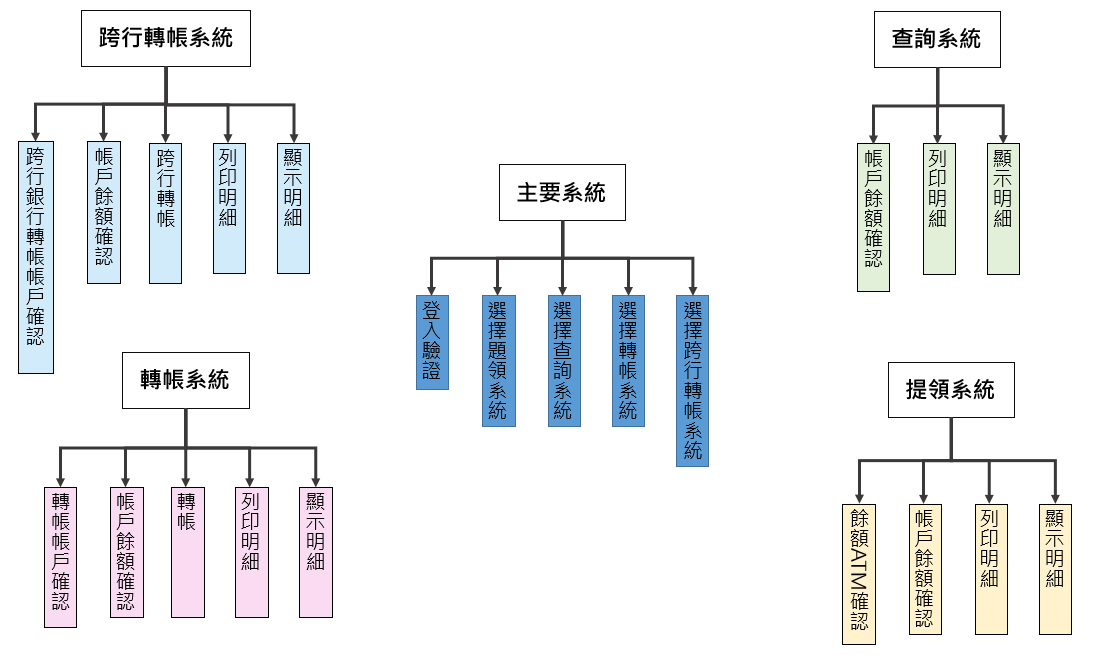 跨行轉帳系統
跨行銀行轉帳帳戶確認
帳戶餘額確認
跨行轉帳
列印明細
顯示明細
查詢系統
帳戶餘額確認
列印明細
顯示明細
主要系統
登入驗證
選擇題領系統
選擇查詢系統
選擇轉帳系統
選擇跨行轉帳系統
轉帳系統
轉帳帳戶確認
帳戶餘額確認
轉帳
列印明細
顯示明細
提領系統
餘額ATM確認
帳戶餘額確認
列印明細
顯示明細